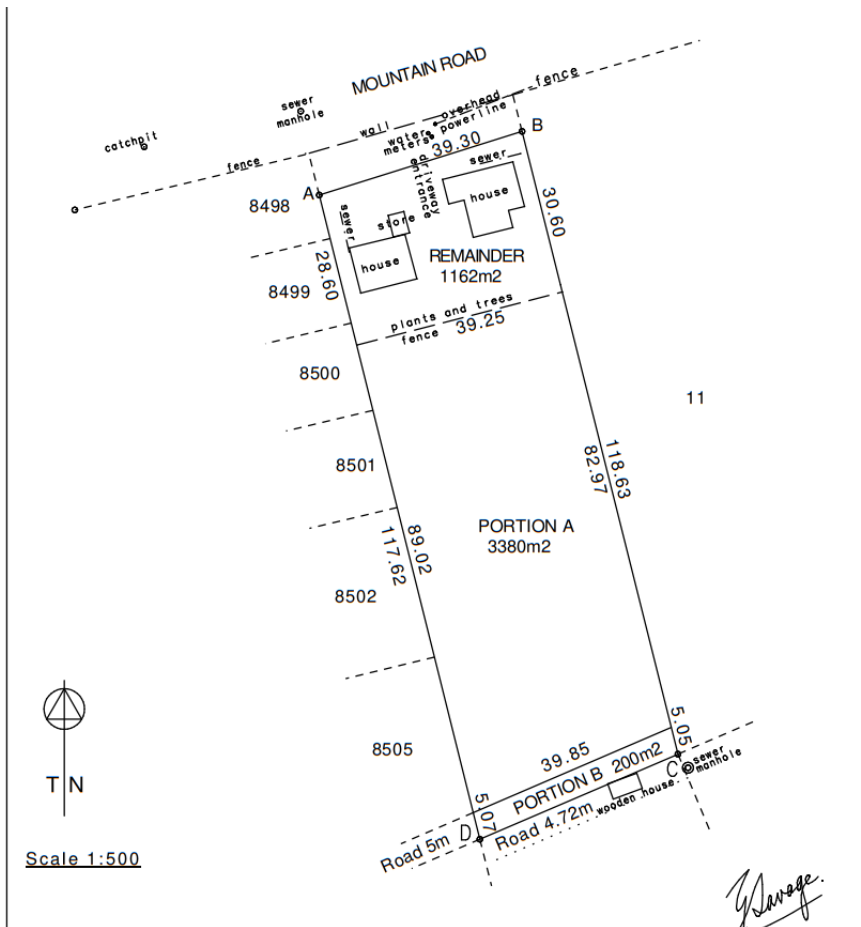 MOUNTAIN ROAD
fence
overhead
powerline
sewer
manhole
wall
water
meters
39.30
B
catchpit
fence
A
sewer
8498
driveway
entrance
house
30.60
sewer
store
house
REMAINDER
1162m2
28.60
8499
plants and trees
fence 39.25
8500
11
8501
118.63
82.97
PORTION A
3380m2
89.02
117.62
8502
8505
5.05
39.85
PORTION B 200m2
C
sewer
manhole
wooden house
5.07
D
Road 4.72m
Road 5m
T N
Scale 1:500
Savage.